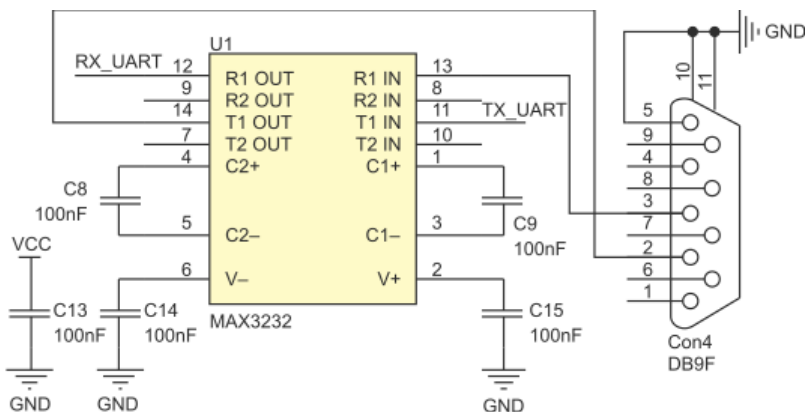 U1
MAX3232
RX_UART 12 R1 OUT R1 IN 13
9 R2 OUT R2 IN 8
14 T1 OUT T1 IN 11 TX_UART
7 T2 OUT T2 IN 10
4 C2+ C1+ 1
C8
100nF
C9
100nF
5 C2– C1– 3
6 V– V+ 2
VCC
C13
100nF
GND
C14
100nF
GND
C15
100nF
GND
GND
10
11
5
9
4
8
3
7
2
6
1
Con4
DB9F